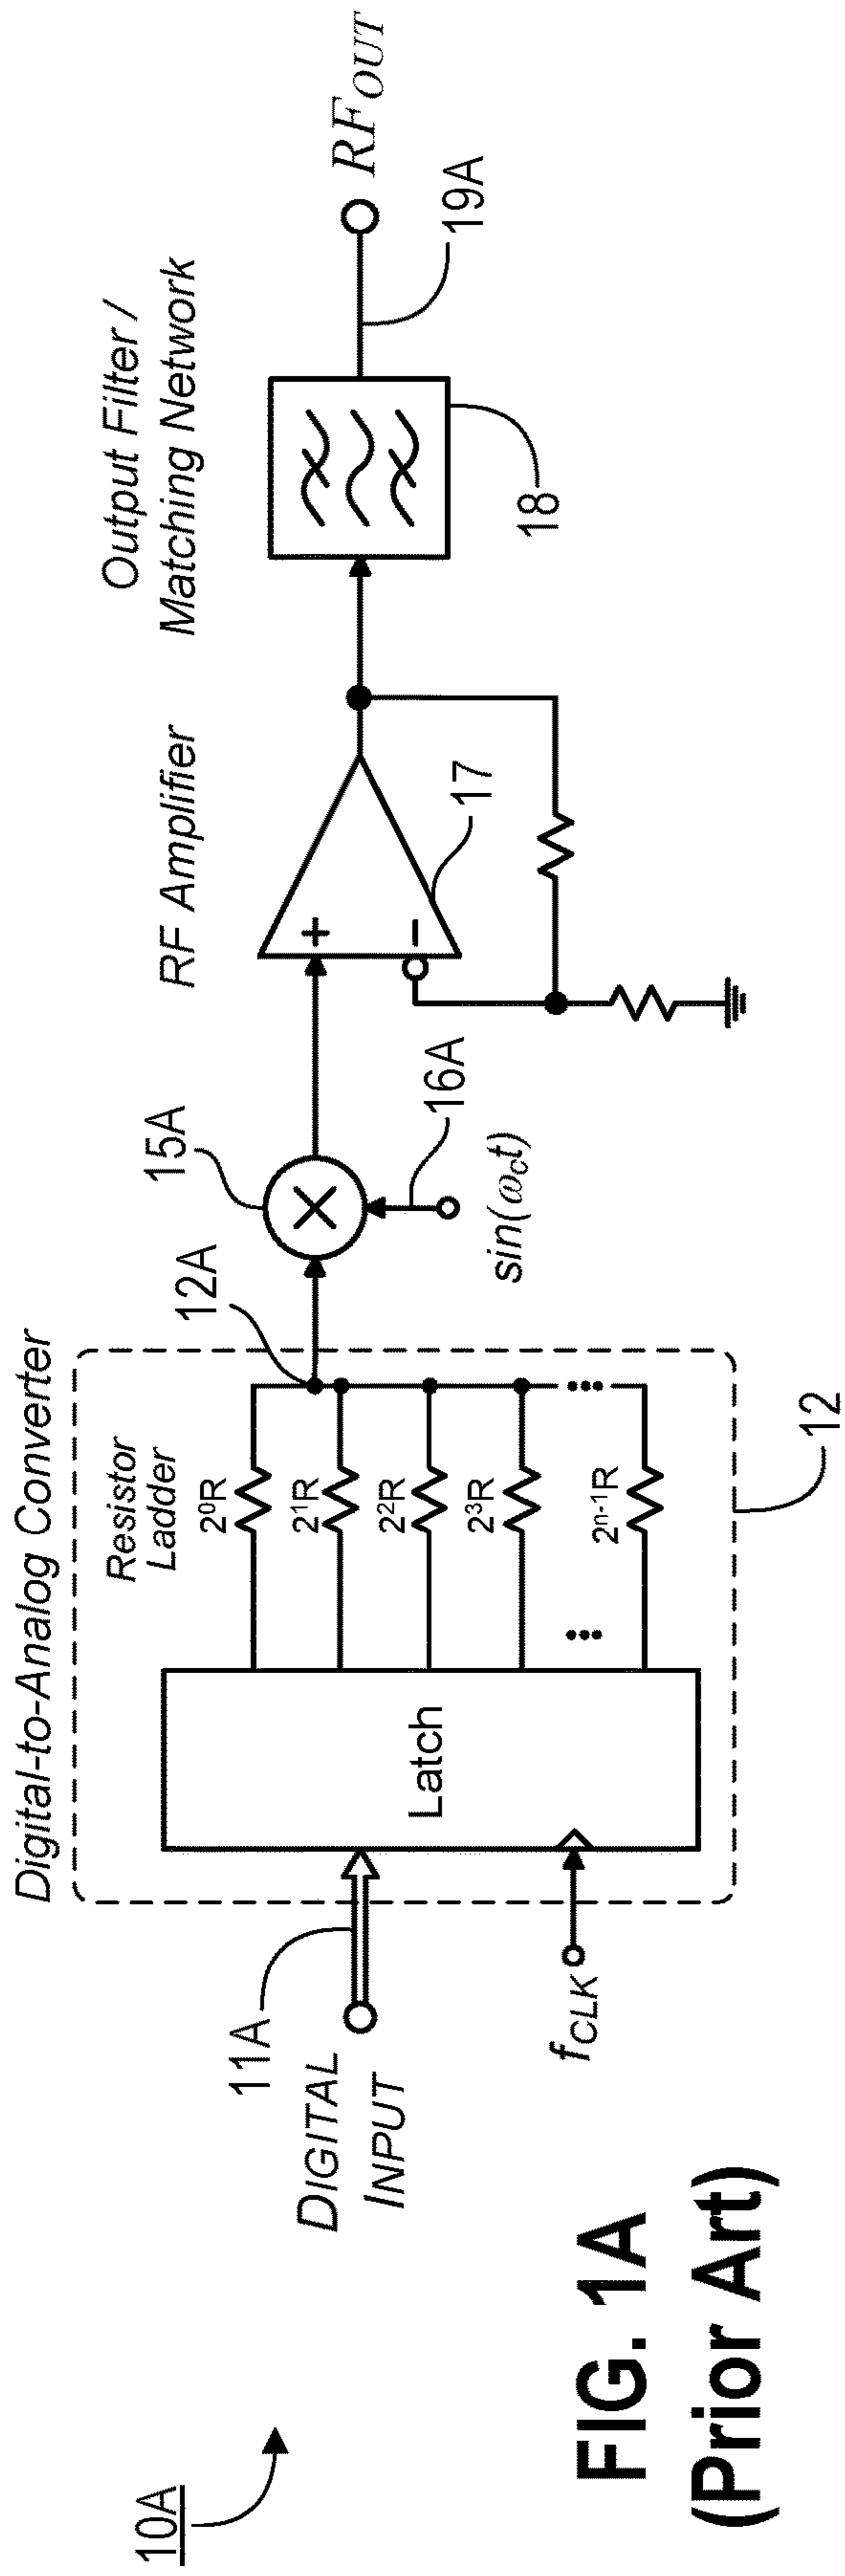 10A
Digital-to-Analog Converter
Resistor
Ladder
2⁰R
2¹R
2²R
2³R
2ⁿ⁻¹R
Latch
11A
DIGITAL
INPUT
fCLK
12
12A
15A
16A
sin(ωct)
RF Amplifier
+
−
17
Output Filter /
Matching Network
18
19A
RFOUT
FIG. 1A
(Prior Art)